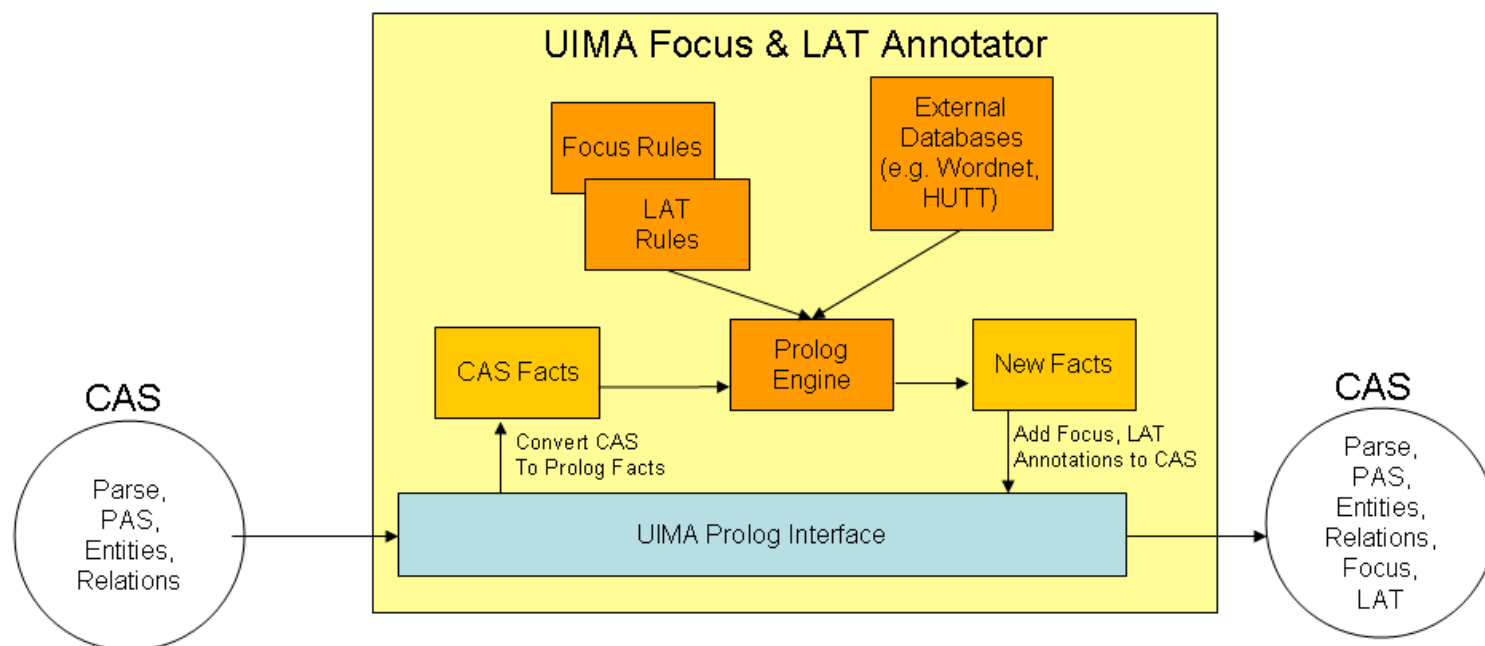 UIMA Focus & LAT Annotator
Focus Rules
LAT
Rules
External
Databases
(e.g. Wordnet,
HUTT)
CAS Facts
Prolog
Engine
New Facts
Convert CAS
To Prolog Facts
Add Focus, LAT
Annotations to CAS
UIMA Prolog Interface
CAS
Parse,
PAS,
Entities,
Relations
CAS
Parse,
PAS,
Entities,
Relations,
Focus,
LAT